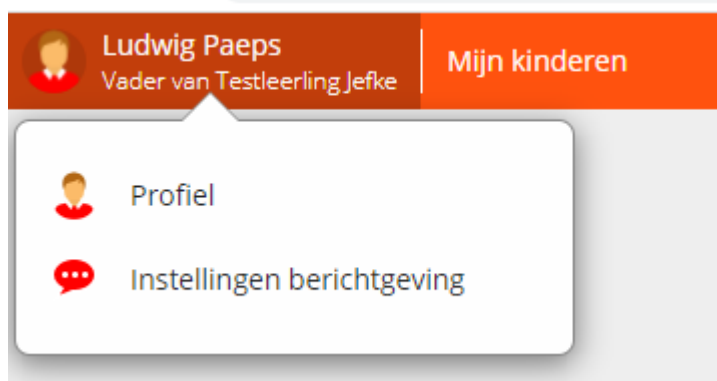 Ludwig Paeps
Vader van Testleerling Jefke
Mijn kinderen
Profiel
Instellingen berichtgeving